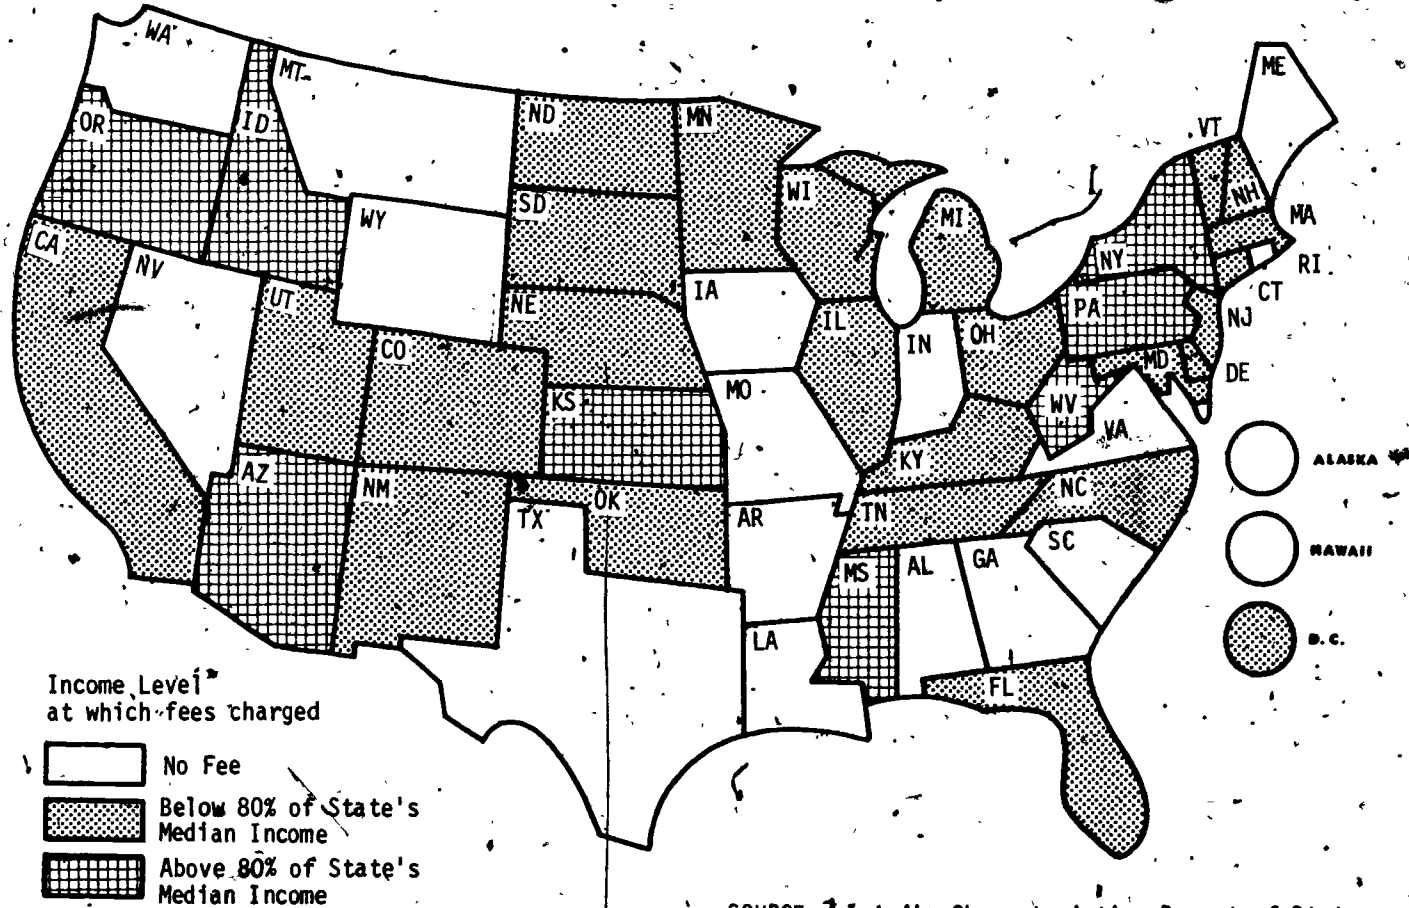 WA
MT
ME
OR
ID
ND
MN
VT
WI
NH
SD
WY
MI
MA
CA
NV
NY
RI
IA
CT
UT
NE
PA
IL
NJ
CO
IN
OH
MD
DE
MO
KS
WV
VA
KY
AZ
NM
OK
NC
ALASKA
TX
AR
TN
SC
HAWAII
MS
AL
GA
D.C.
LA
FL
Income Level*
at which fees charged
No Fee
Below 80% of State's
Median Income
Above 80% of State's
Median Income